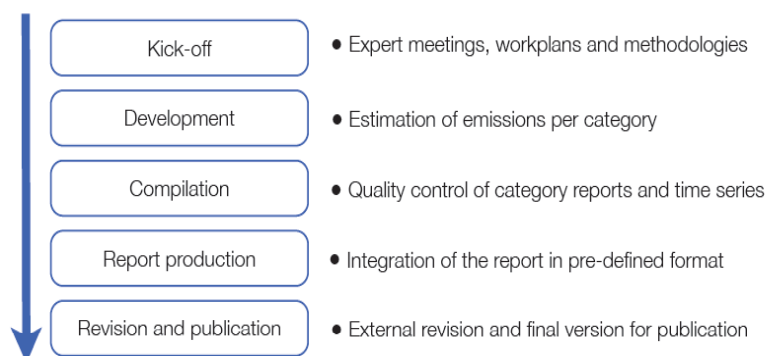 Kick-off
• Expert meetings, workplans and methodologies
Development
• Estimation of emissions per category
Compilation
• Quality control of category reports and time series
Report production
• Integration of the report in pre-defined format
Revision and publication
• External revision and final version for publication